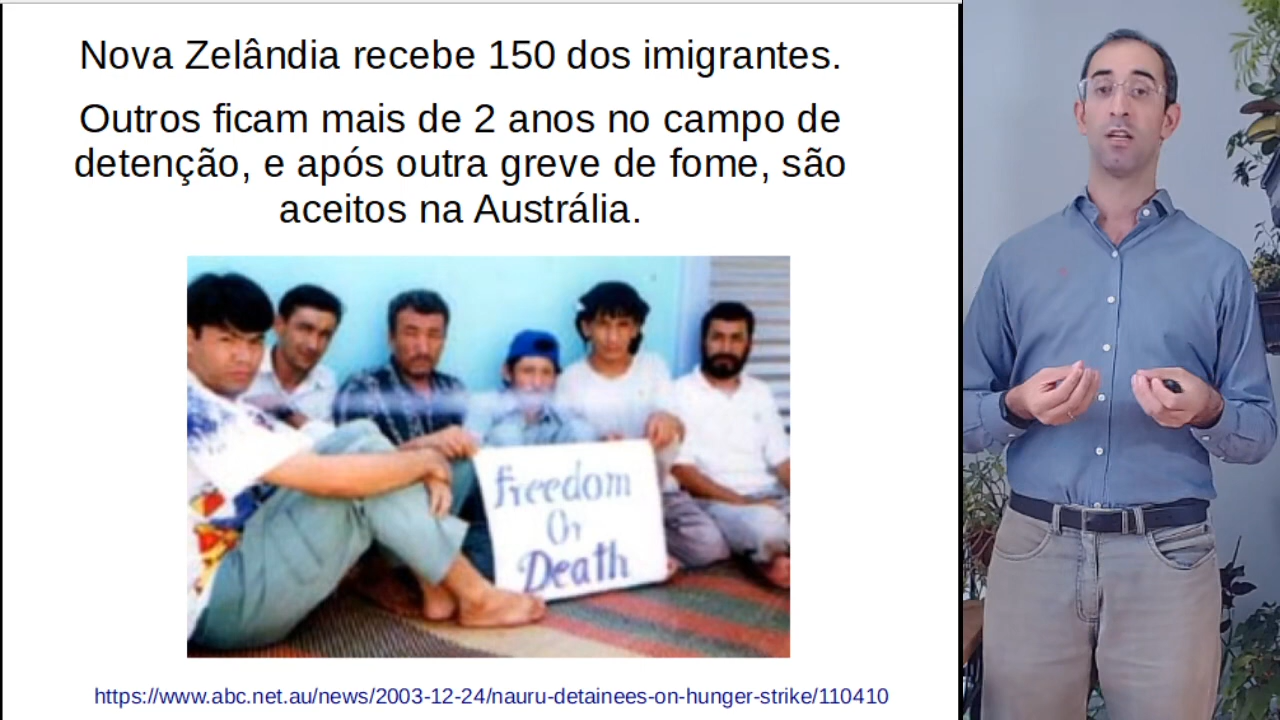 Nova Zelândia recebe 150 dos imigrantes.
Outros ficam mais de 2 anos no campo de
detenção, e após outra greve de fome, são
aceitos na Austrália.
Freedom
Or
Death
https://www.abc.net.au/news/2003-12-24/nauru-detainees-on-hunger-strike/110410